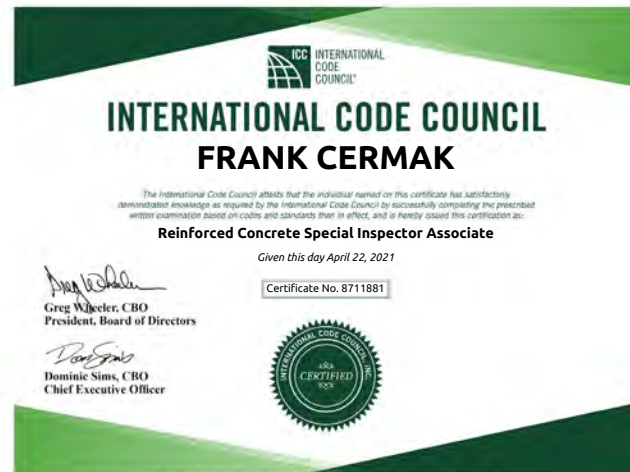 ICC INTERNATIONAL
CODE
COUNCIL®
INTERNATIONAL CODE COUNCIL
FRANK CERMAK
The International Code Council attests that the individual named on this certificate has satisfactorily
demonstrated knowledge as required by the International Code Council by successfully completing the prescribed
written examination based on codes and standards then in effect, and is hereby issued this certification as:
Reinforced Concrete Special Inspector Associate
Given this day April 22, 2021
Certificate No. 8711881
Greg Wheeler
Greg Wheeler, CBO
President, Board of Directors
Dom Sims
Dominic Sims, CBO
Chief Executive Officer
INTERNATIONAL CODE COUNCIL, INC.
CERTIFIED